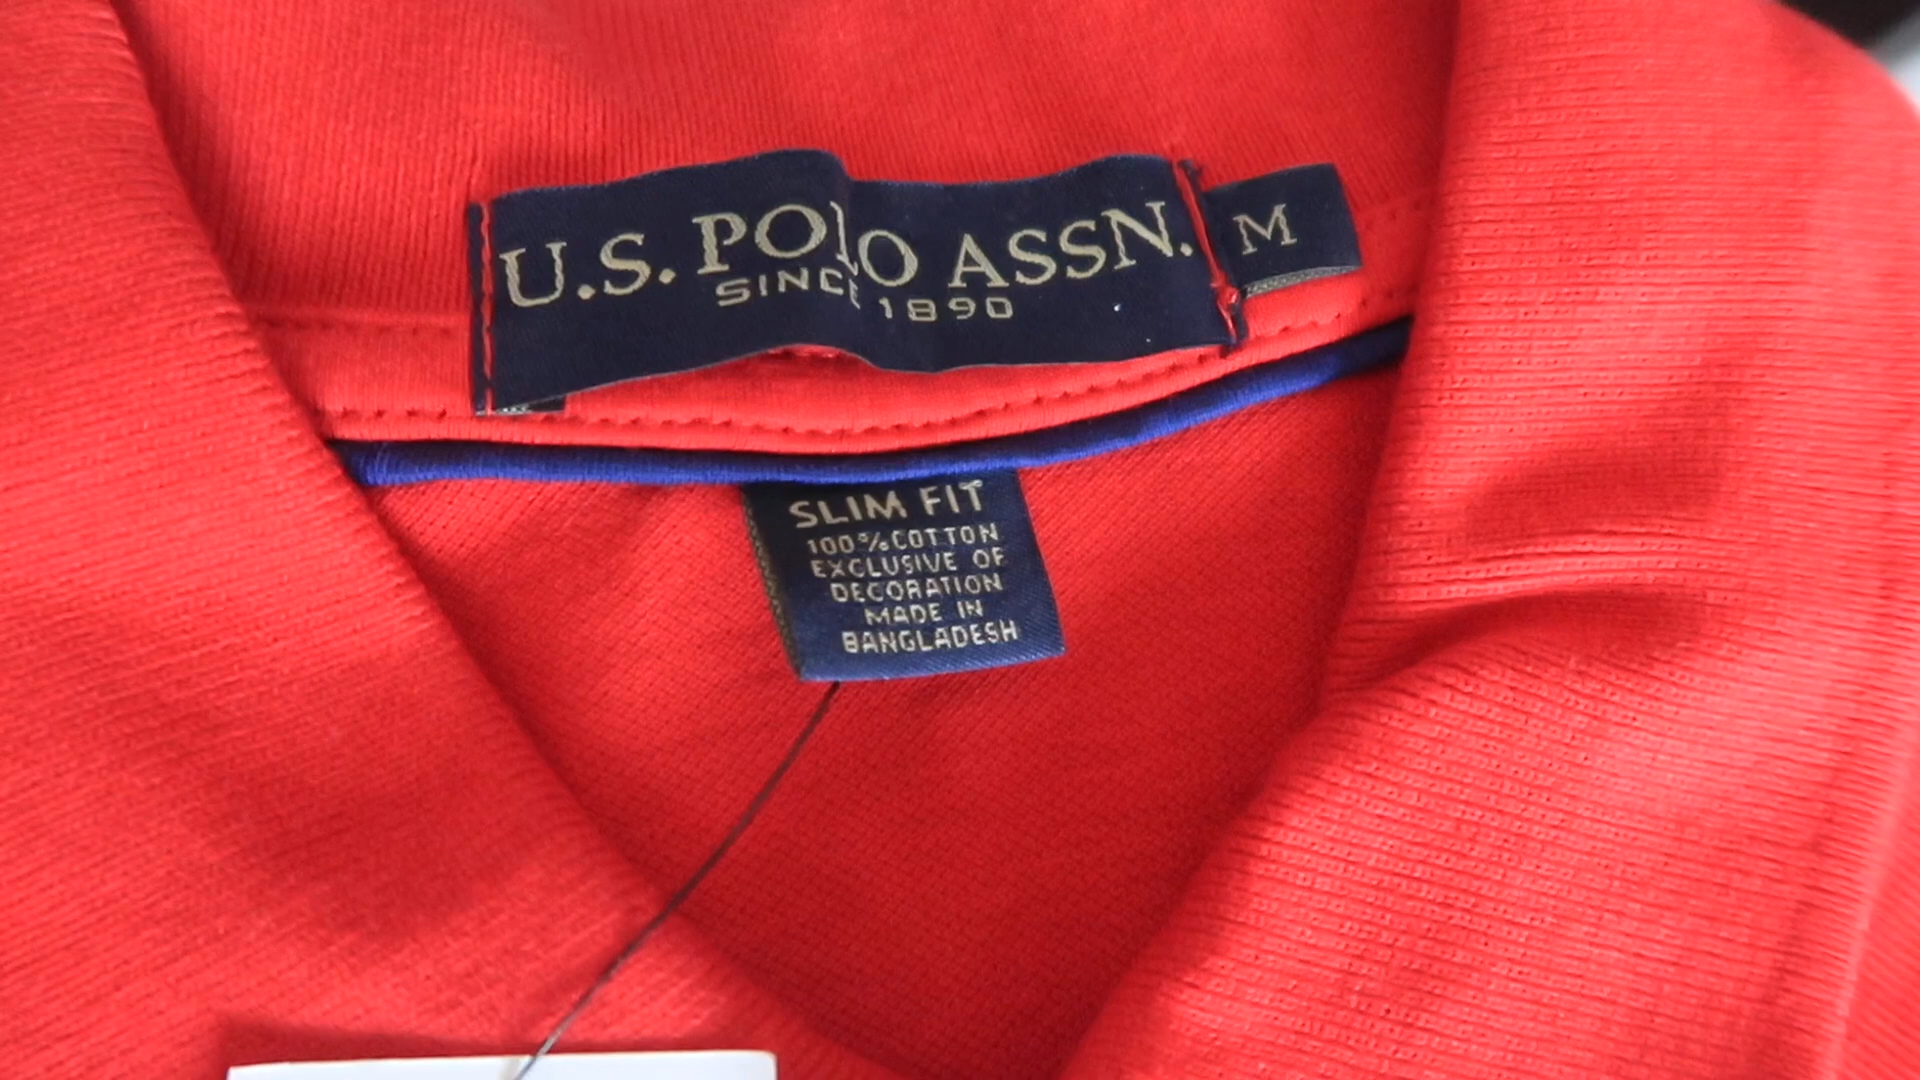 U.S. POLO ASSN.
SINCE 1890
M
SLIM FIT
100% COTTON
EXCLUSIVE OF
DECORATION
MADE IN
BANGLADESH